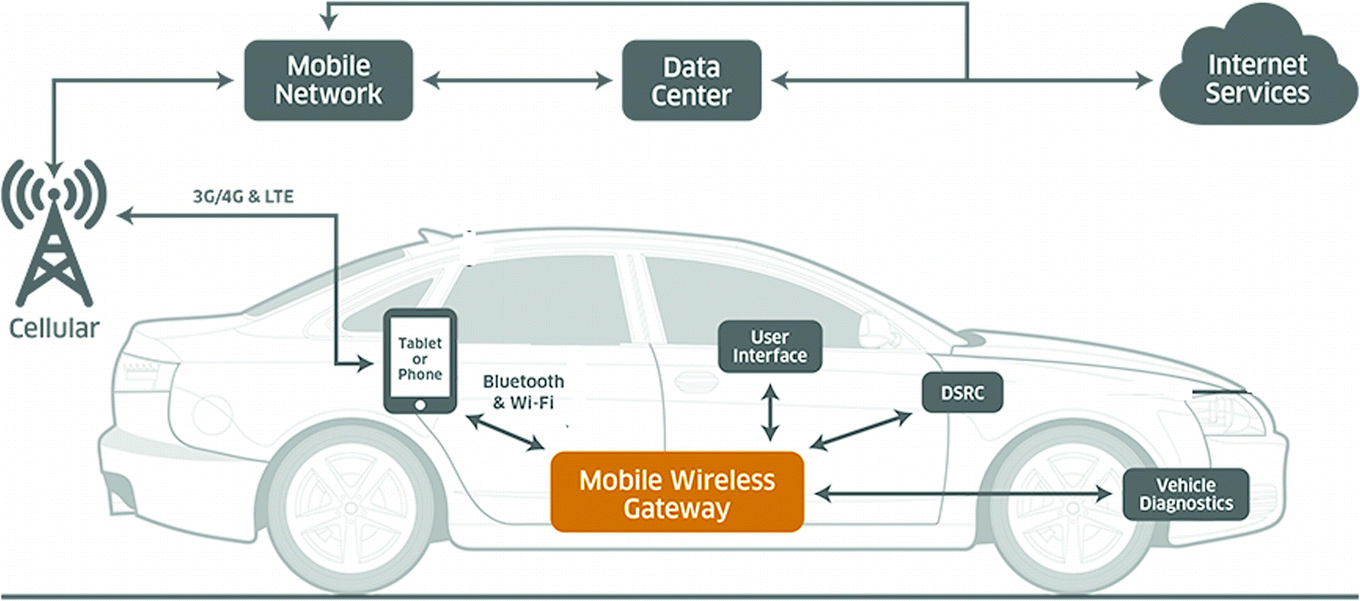 Mobile
Network
Data
Center
Internet
Services
3G/4G & LTE
Cellular
Tablet
or
Phone
Bluetooth
& Wi-Fi
User
Interface
DSRC
Mobile Wireless
Gateway
Vehicle
Diagnostics